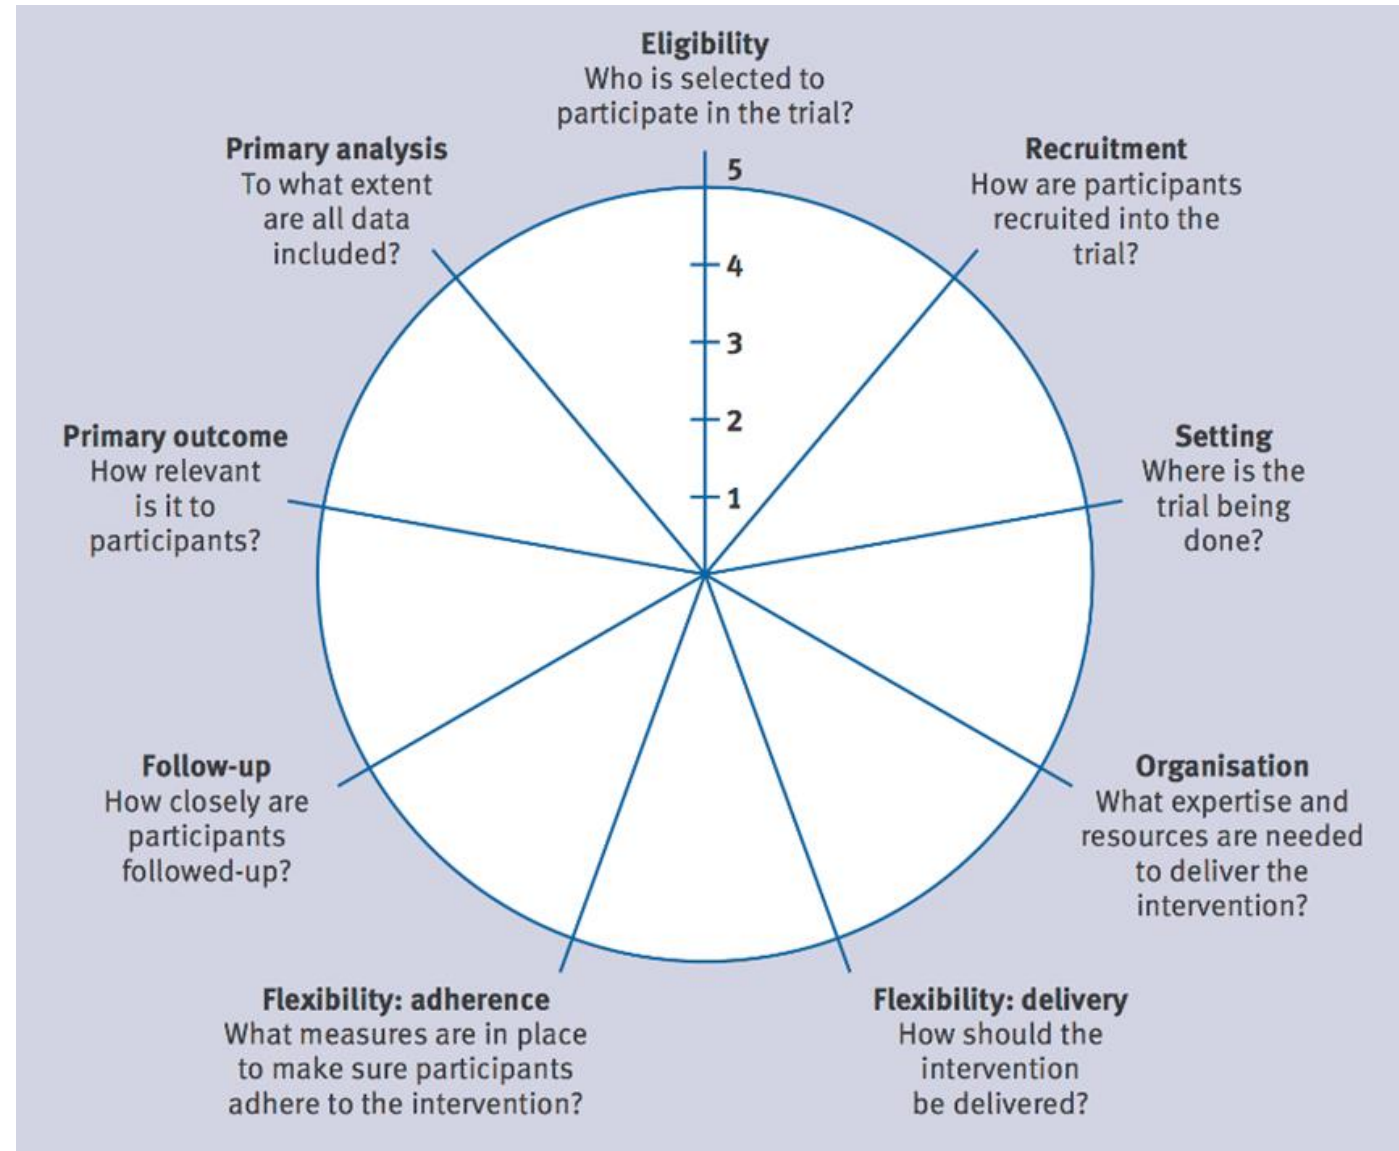 Eligibility
Who is selected to
participate in the trial?
Primary analysis
To what extent
are all data
included?
Recruitment
How are participants
recruited into the
trial?
5
4
3
2
1
Primary outcome
How relevant
is it to
participants?
Setting
Where is the
trial being
done?
Follow-up
How closely are
participants
followed-up?
Organisation
What expertise and
resources are needed
to deliver the
intervention?
Flexibility: adherence
What measures are in place
to make sure participants
adhere to the intervention?
Flexibility: delivery
How should the
intervention
be delivered?